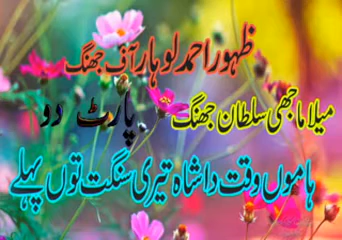 ظہور احمد لوہار آف جھنگ
میلا ماجھی سلطان جھنگ پارٹ دو
ہاموں وقت دا شاہ تیری سنگت توں پہلے